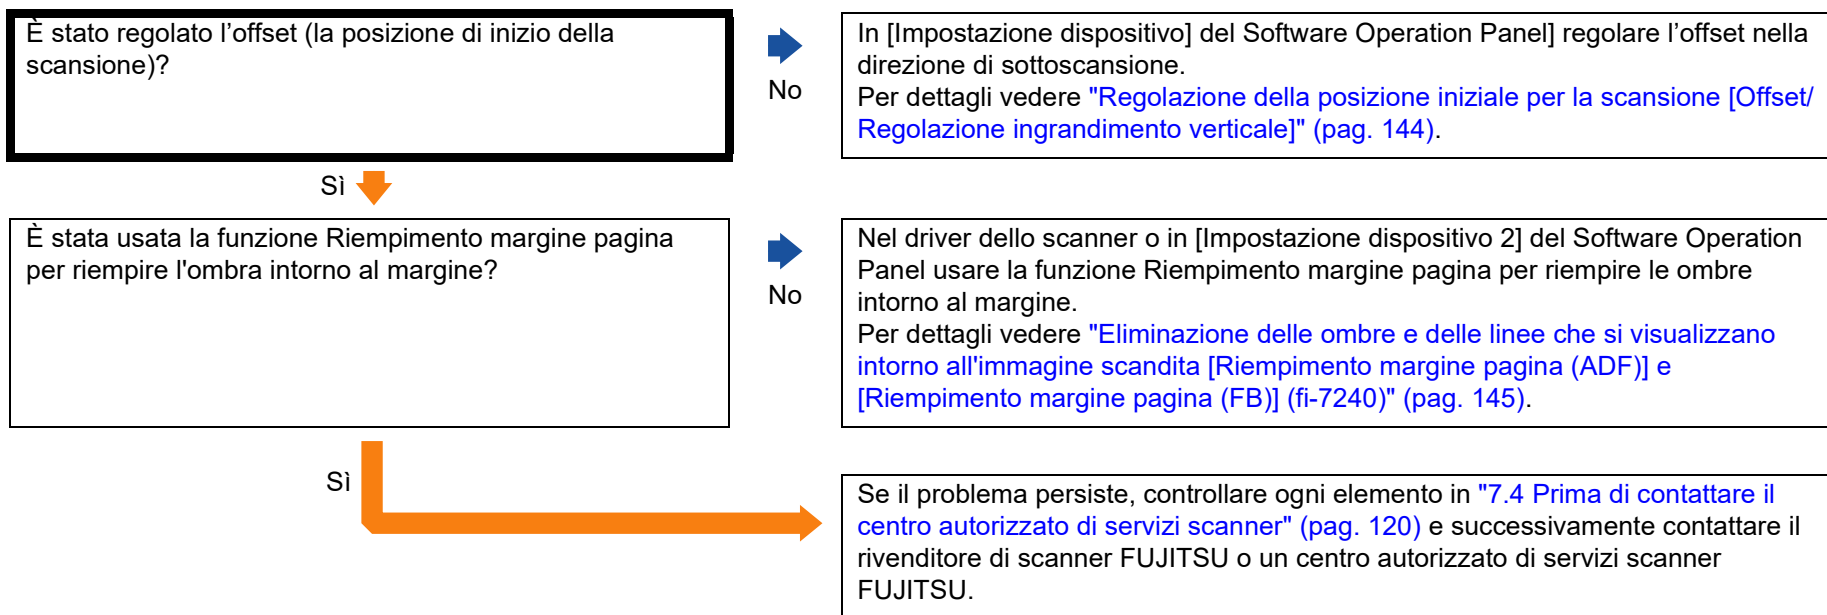 È stato regolato l’offset (la posizione di inizio della
scansione)?
No
In [Impostazione dispositivo] del Software Operation Panel] regolare l’offset nella
direzione di sottoscansione.
Per dettagli vedere "Regolazione della posizione iniziale per la scansione [Offset/
Regolazione ingrandimento verticale]" (pag. 144).
Sì
È stata usata la funzione Riempimento margine pagina
per riempire l'ombra intorno al margine?
No
Nel driver dello scanner o in [Impostazione dispositivo 2] del Software Operation
Panel usare la funzione Riempimento margine pagina per riempire le ombre
intorno al margine.
Per dettagli vedere "Eliminazione delle ombre e delle linee che si visualizzano
intorno all'immagine scandita [Riempimento margine pagina (ADF)] e
[Riempimento margine pagina (FB)] (fi-7240)" (pag. 145).
Sì
Se il problema persiste, controllare ogni elemento in "7.4 Prima di contattare il
centro autorizzato di servizi scanner" (pag. 120) e successivamente contattare il
rivenditore di scanner FUJITSU o un centro autorizzato di servizi scanner
FUJITSU.